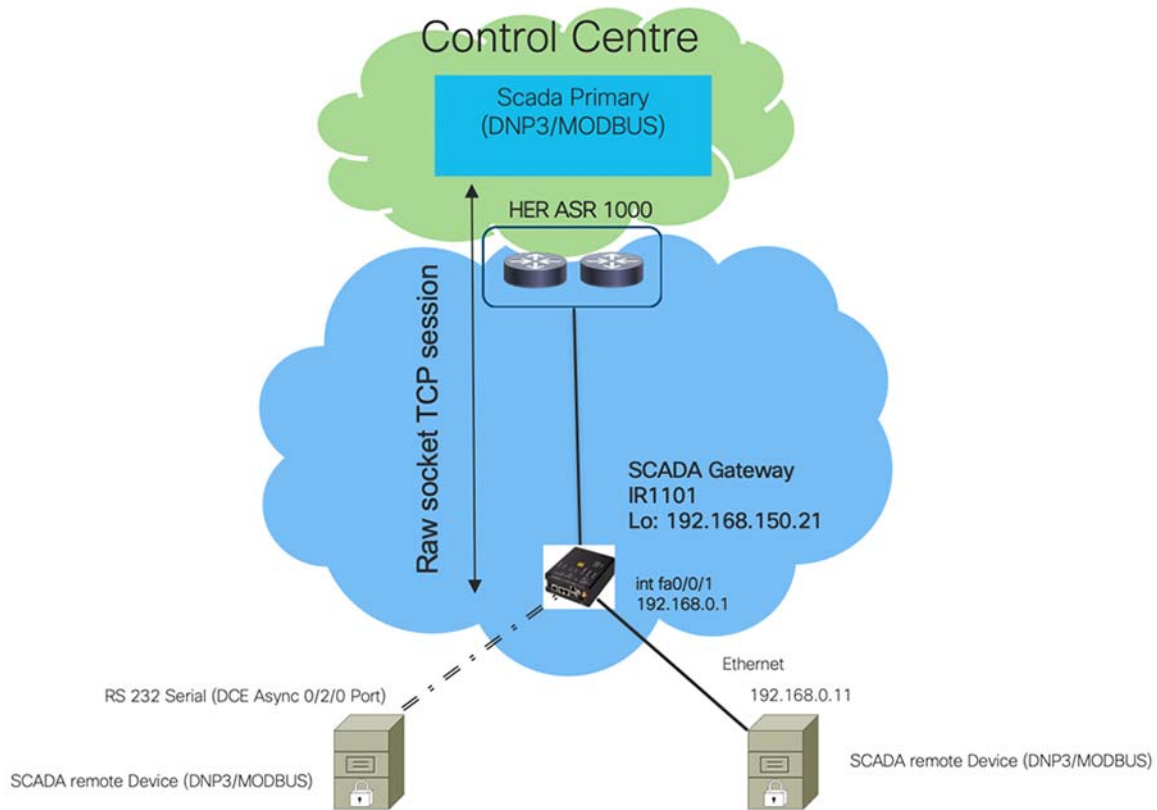 Control Centre
Scada Primary
(DNP3/MODBUS)
HER ASR 1000
Raw socket TCP session
SCADA Gateway
IR1101
Lo: 192.168.150.21
int fa0/0/1
192.168.0.1
Ethernet
192.168.0.11
RS 232 Serial (DCE Async 0/2/0 Port)
SCADA remote Device (DNP3/MODBUS)
SCADA remote Device (DNP3/MODBUS)